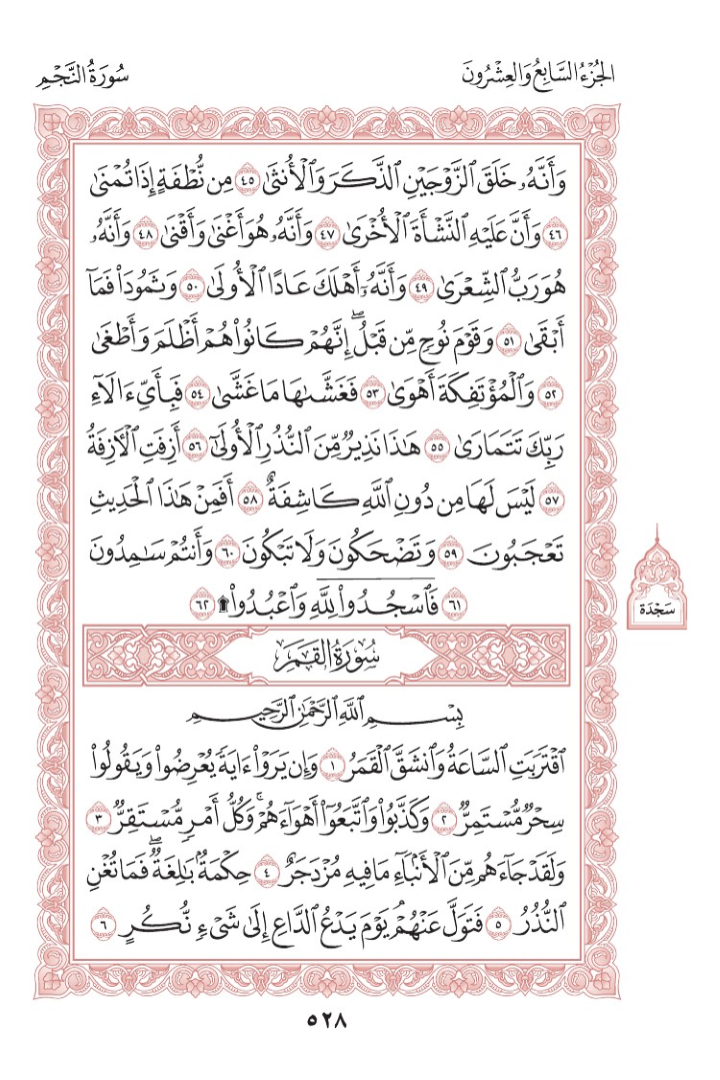 الجُزْءُ السَّابِعُ وَالعِشْرُونَ
سُورَةُ النَّجْمِ
وَأَنَّهُۥ خَلَقَ ٱلزَّوْجَيْنِ ٱلذَّكَرَ وَٱلْأُنثَىٰ ٤٥ مِن نُّطْفَةٍ إِذَا تُمْنَىٰ
٤٦ وَأَنَّ عَلَيْهِ ٱلنَّشْأَةَ ٱلْأُخْرَىٰ ٤٧ وَأَنَّهُۥ هُوَ أَغْنَىٰ وَأَقْنَىٰ ٤٨ وَأَنَّهُۥ
هُوَ رَبُّ ٱلشِّعْرَىٰ ٤٩ وَأَنَّهُۥٓ أَهْلَكَ عَادًا ٱلْأُولَىٰ ٥٠ وَثَمُودَا۟ فَمَآ
أَبْقَىٰ ٥١ وَقَوْمَ نُوحٍ مِّن قَبْلُ ۖ إِنَّهُمْ كَانُوا۟ هُمْ أَظْلَمَ وَأَطْغَىٰ
٥٢ وَٱلْمُؤْتَفِكَةَ أَهْوَىٰ ٥٣ فَغَشَّىٰهَا مَا غَشَّىٰ ٥٤ فَبِأَىِّ ءَالَآءِ
رَبِّكَ تَتَمَارَىٰ ٥٥ هَٰذَا نَذِيرٌ مِّنَ ٱلنُّذُرِ ٱلْأُولَىٰٓ ٥٦ أَزِفَتِ ٱلْءَازِفَةُ
٥٧ لَيْسَ لَهَا مِن دُونِ ٱللَّهِ كَاشِفَةٌ ٥٨ أَفَمِنْ هَٰذَا ٱلْحَدِيثِ
تَعْجَبُونَ ٥٩ وَتَضْحَكُونَ وَلَا تَبْكُونَ ٦٠ وَأَنتُمْ سَٰمِدُونَ
٦١ فَٱسْجُدُوا۟ لِلَّهِ وَٱعْبُدُوا۟ ۩ ٦٢
سَجْدَة
سُورَةُ القَمَرِ
بِسْمِ ٱللَّهِ ٱلرَّحْمَٰنِ ٱلرَّحِيمِ
ٱقْتَرَبَتِ ٱلسَّاعَةُ وَٱنشَقَّ ٱلْقَمَرُ ١ وَإِن يَرَوْا۟ ءَايَةً يُعْرِضُوا۟ وَيَقُولُوا۟
سِحْرٌ مُّسْتَمِرٌّ ٢ وَكَذَّبُوا۟ وَٱتَّبَعُوٓا۟ أَهْوَآءَهُمْ ۚ وَكُلُّ أَمْرٍ مُّسْتَقِرٌّ ٣
وَلَقَدْ جَآءَهُم مِّنَ ٱلْأَنۢبَآءِ مَا فِيهِ مُزْدَجَرٌ ٤ حِكْمَةٌۢ بَٰلِغَةٌ ۖ فَمَا تُغْنِ
ٱلنُّذُرُ ٥ فَتَوَلَّ عَنْهُمْ ۘ يَوْمَ يَدْعُ ٱلدَّاعِ إِلَىٰ شَىْءٍ نُّكُرٍ ٦
٥٢٨